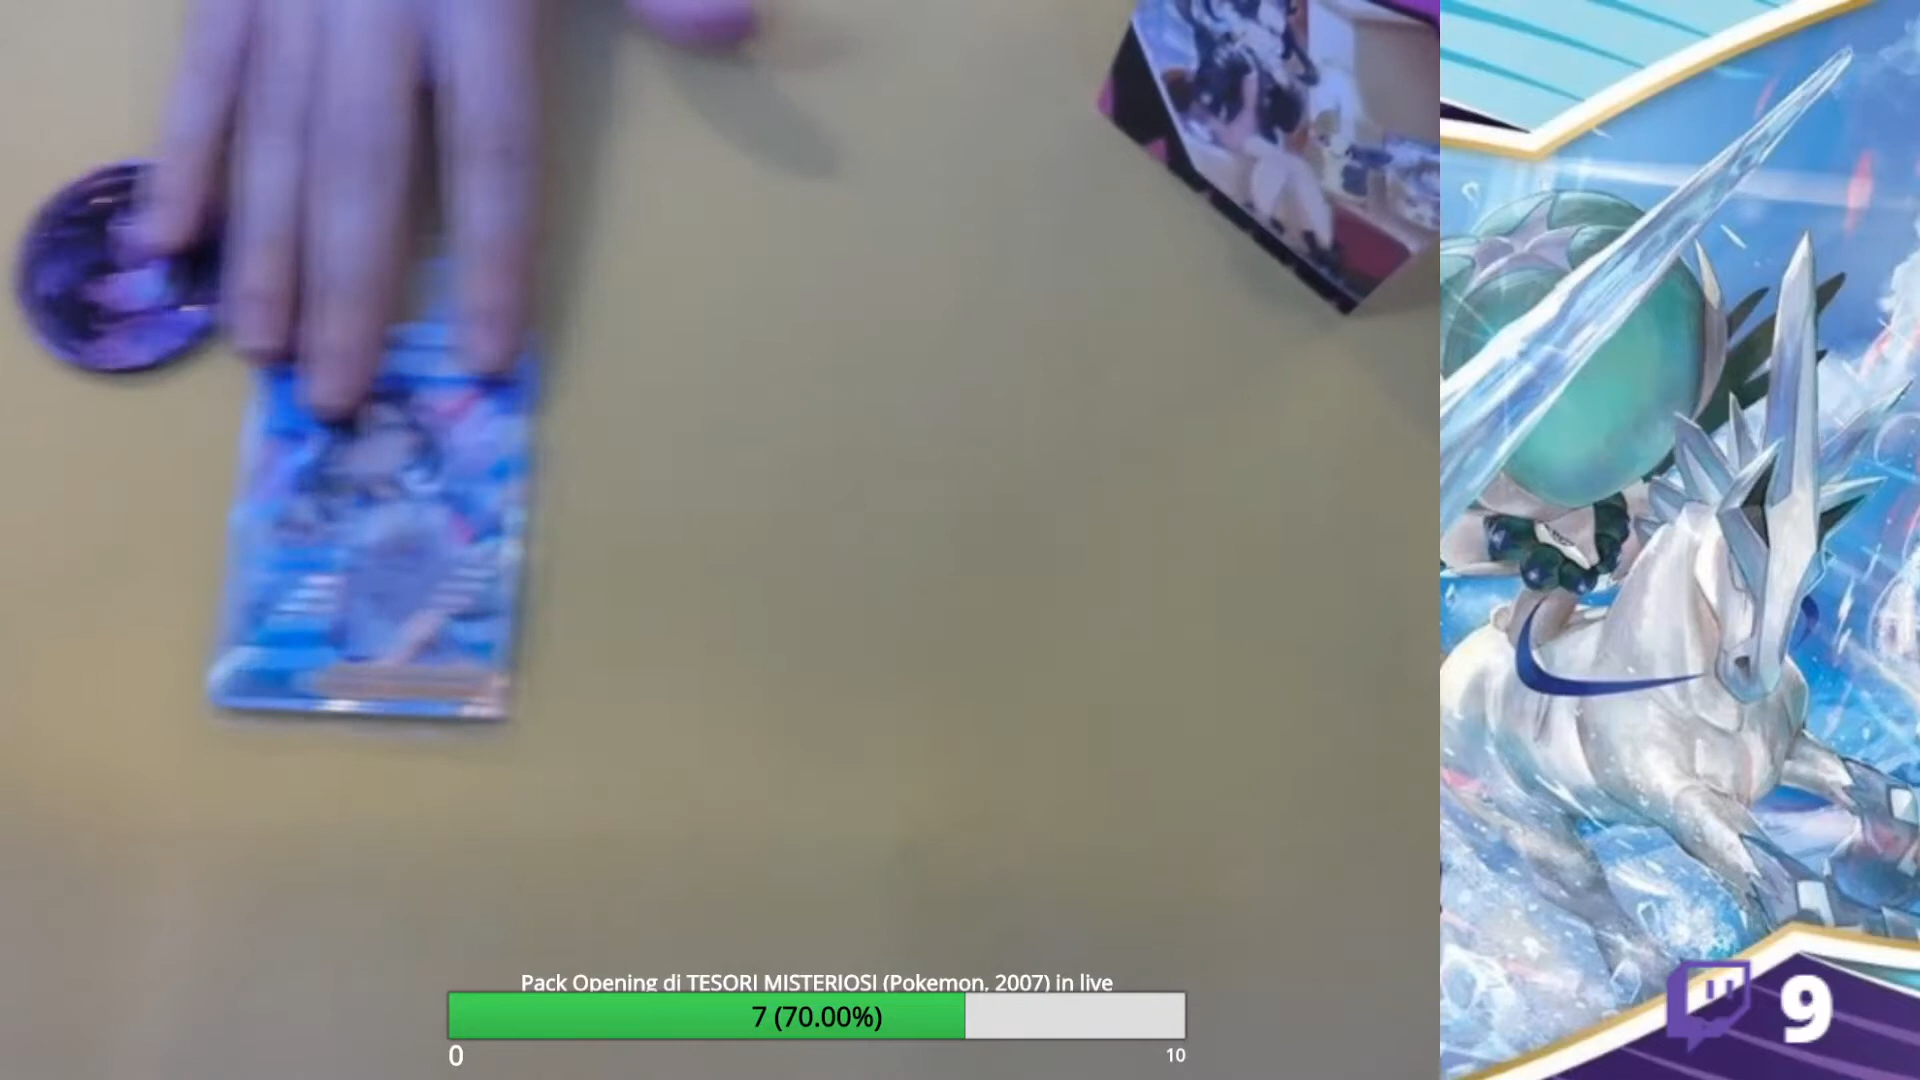 Pack Opening di TESORI MISTERIOSI (Pokemon, 2007) in live
7 (70.00%)
0
10
9